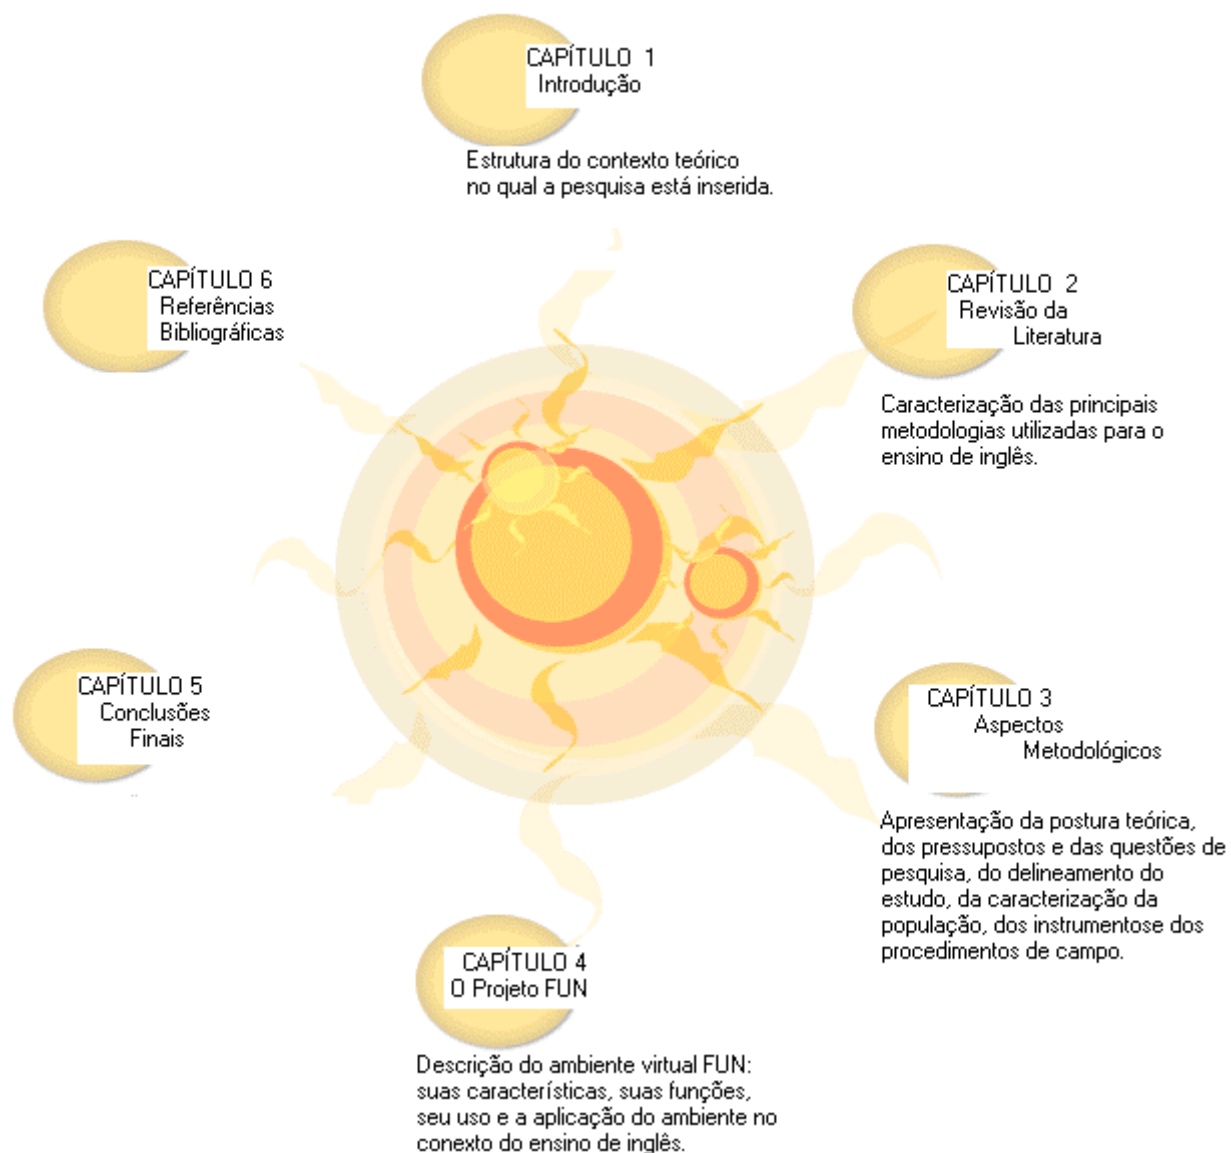 CAPÍTULO 1
Introdução
Estrutura do contexto teórico
no qual a pesquisa está inserida.
CAPÍTULO 2
Revisão da
Literatura
Caracterização das principais
metodologias utilizadas para o
ensino de inglês.
CAPÍTULO 3
Aspectos
Metodológicos
Apresentação da postura teórica,
dos pressupostos e das questões de
pesquisa, do delineamento do
estudo, da caracterização da
população, dos instrumentose dos
procedimentos de campo.
CAPÍTULO 4
O Projeto FUN
Descrição do ambiente virtual FUN:
suas características, suas funções,
seu uso e a aplicação do ambiente no
conexto do ensino de inglês.
CAPÍTULO 5
Conclusões
Finais
CAPÍTULO 6
Referências
Bibliográficas